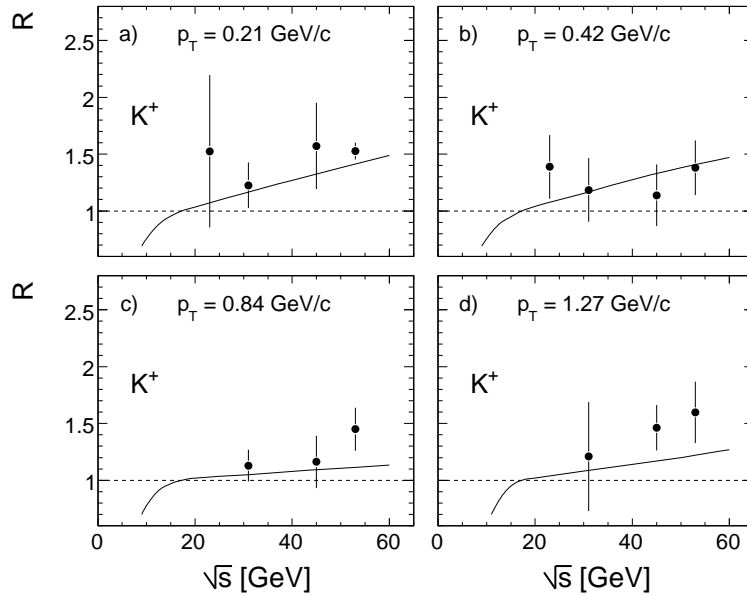 R
a) p_T = 0.21 GeV/c
b) p_T = 0.42 GeV/c
K⁺
K⁺
2.5
2
1.5
1
R
c) p_T = 0.84 GeV/c
d) p_T = 1.27 GeV/c
K⁺
K⁺
2.5
2
1.5
1
0 20 40 60 0 20 40 60
√s [GeV] √s [GeV]